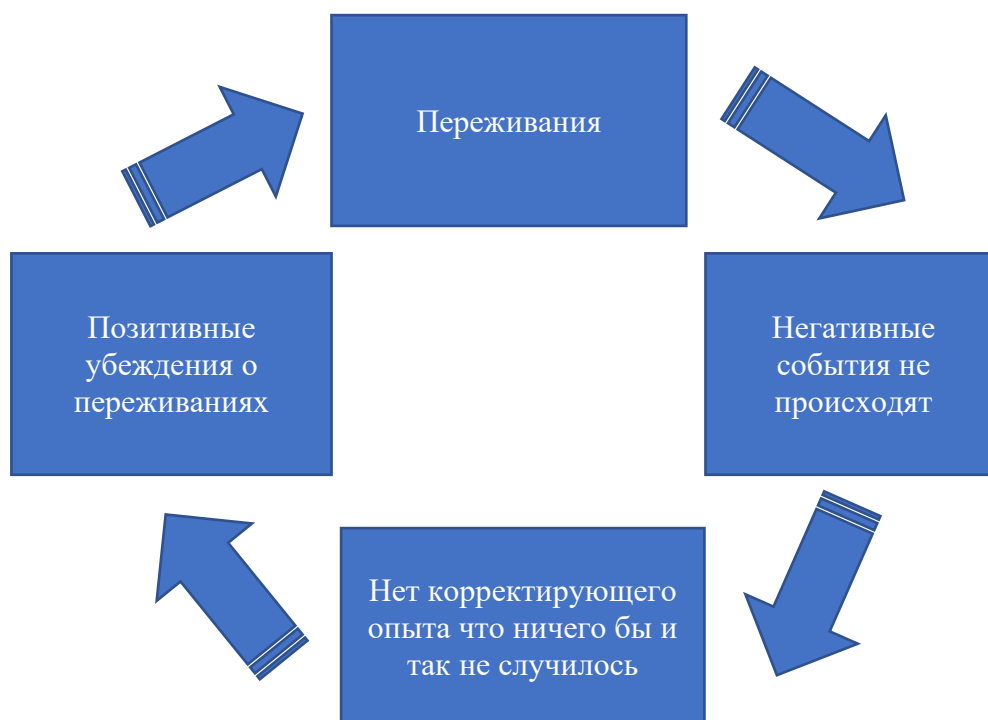 Переживания
Позитивные
убеждения о
переживаниях
Негативные
события не
происходят
Нет корректирующего
опыта что ничего бы и
так не случилось